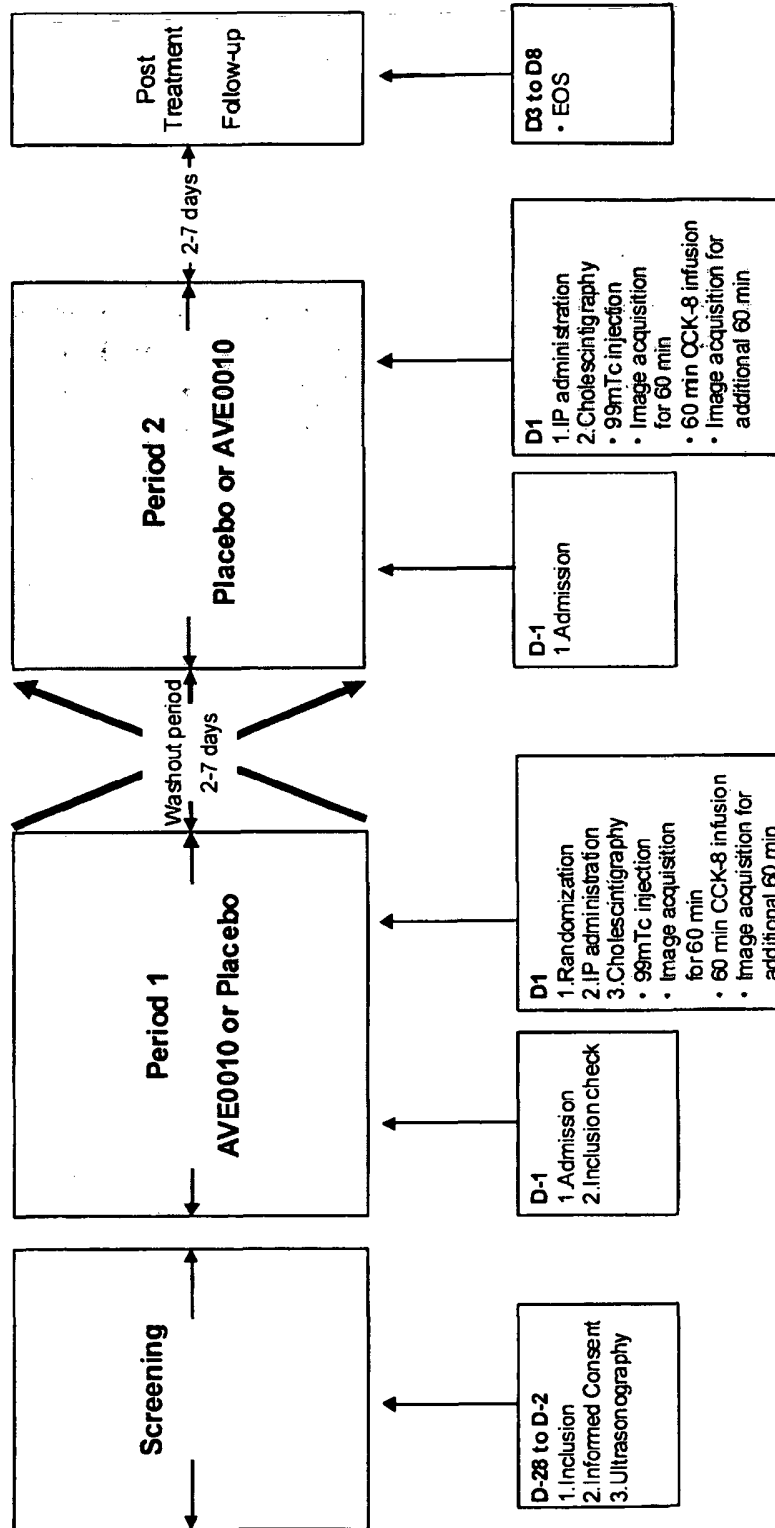 Screening
Period 1
AVE0010 or Placebo
Washout period
2-7 days
Period 2
Placebo or AVE0010
2-7 days
Post
Treatment
Follow-up
D-28 to D-2
1.Inclusion
2.Informed Consent
3.Ultrasonography
D-1
1.Admission
2.Inclusion check
D1
1.Randomization
2.IP administration
3.Cholescintigraphy
• 99mTc injection
• Image acquisition
for 60 min
• 60 min CCK-8 infusion
• Image acquisition for
additional 60 min
D-1
1.Admission
D1
1.IP administration
2.Cholescintigraphy
• 99mTc injection
• Image acquisition
for 60 min
• 60 min CCK-8 infusion
• Image acquisition for
additional 60 min
D3 to D8
• EOS